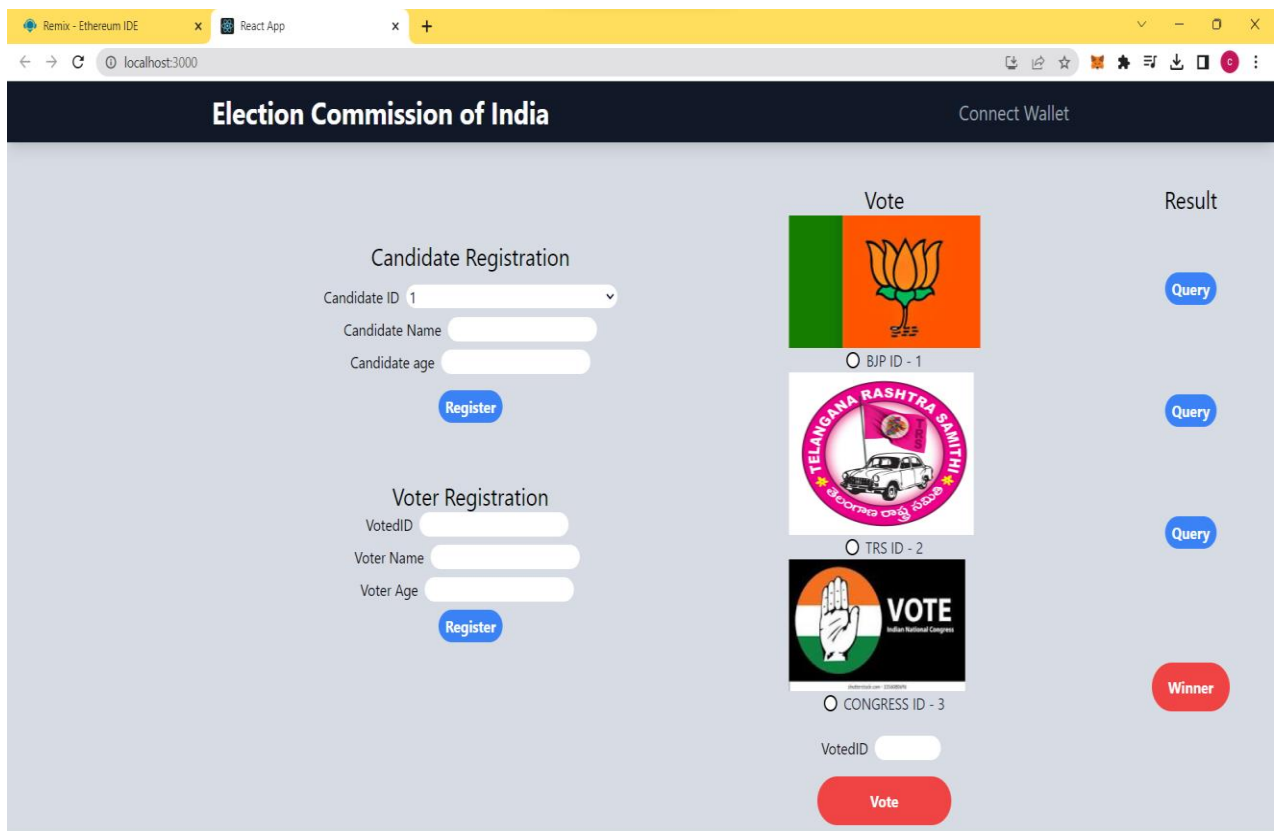 Remix - Ethereum IDE
React App
localhost:3000
C
Election Commission of India
Connect Wallet
Candidate Registration
Candidate ID 1
Candidate Name
Candidate age
Register
Voter Registration
VotedID
Voter Name
Voter Age
Register
Vote
BJP ID - 1
TELANGANA RASHTRA SAMITHI
TRS
తెలంగాణ రాష్ట్ర సమితి
TRS ID - 2
VOTE
Indian National Congress
CONGRESS ID - 3
VotedID
Vote
Result
Query
Query
Query
Winner